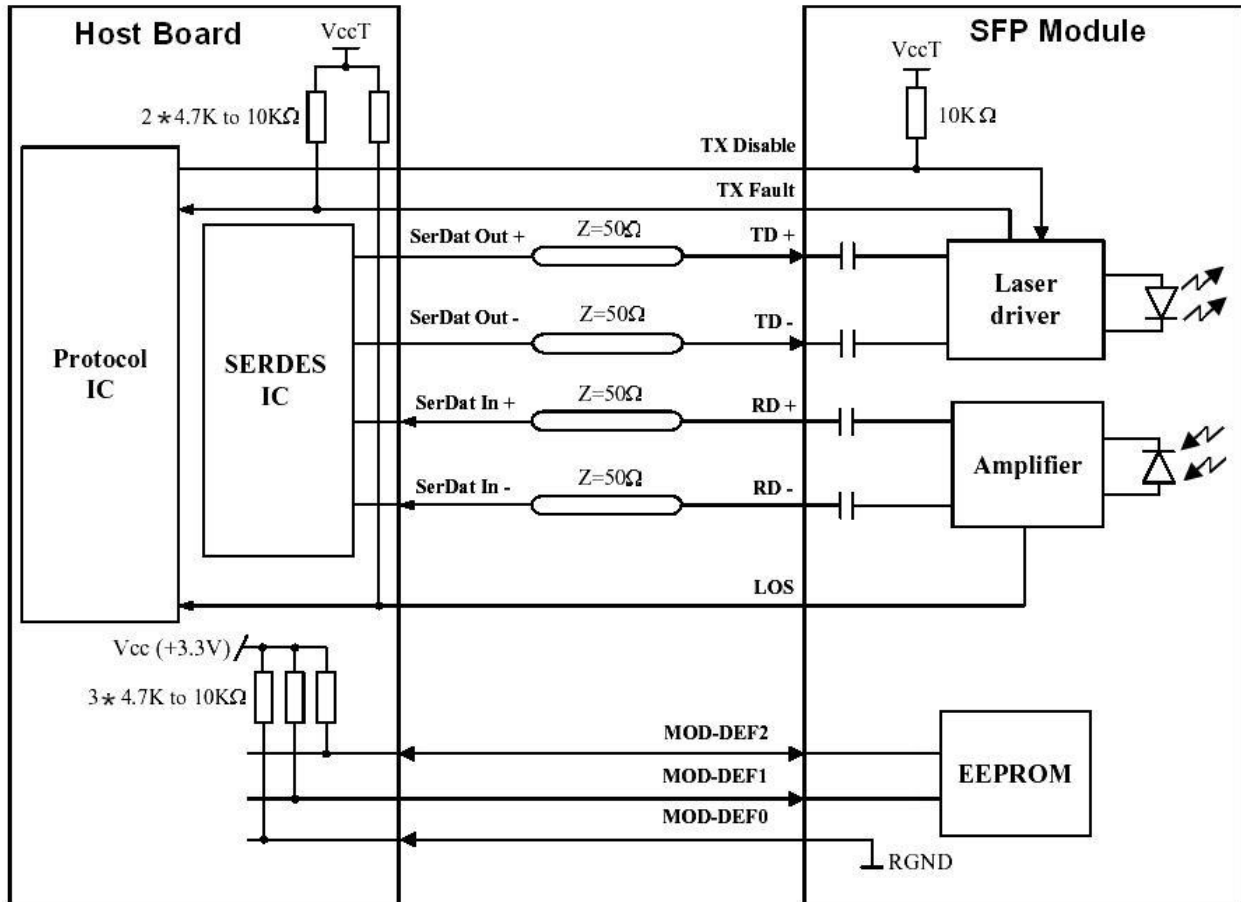 Host Board
SFP Module
VccT
VccT
2*4.7K to 10KΩ
10KΩ
TX Disable
TX Fault
SerDat Out +
Z=50Ω
TD +
Laser
driver
SerDat Out -
Z=50Ω
TD -
Protocol
IC
SERDES
IC
SerDat In +
Z=50Ω
RD +
Amplifier
SerDat In -
Z=50Ω
RD -
LOS
Vcc (+3.3V)
3*4.7K to 10KΩ
MOD-DEF2
EEPROM
MOD-DEF1
MOD-DEF0
RGND